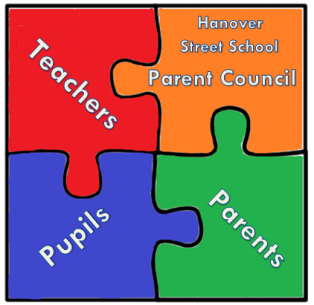 Teachers
Hanover
Street School
Parent Council
Pupils
Parents